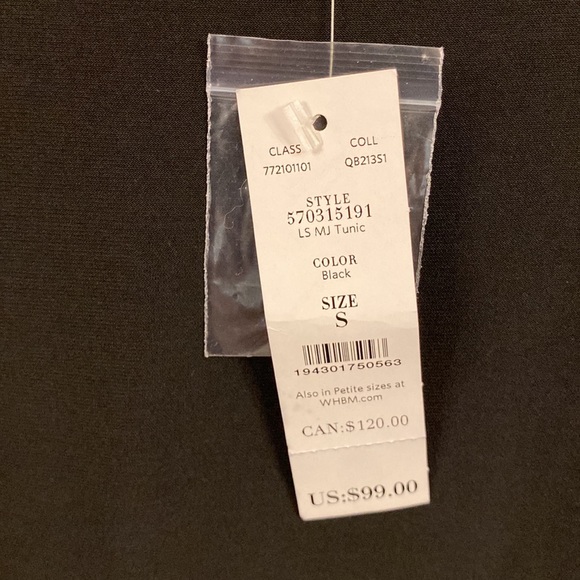 CLASS COLL
772101101 QB213S1
STYLE
570315191
LS MJ Tunic
COLOR
Black
SIZE
S
194301750563
Also in Petite sizes at
WHBM.com
CAN:$120.00
US:$99.00